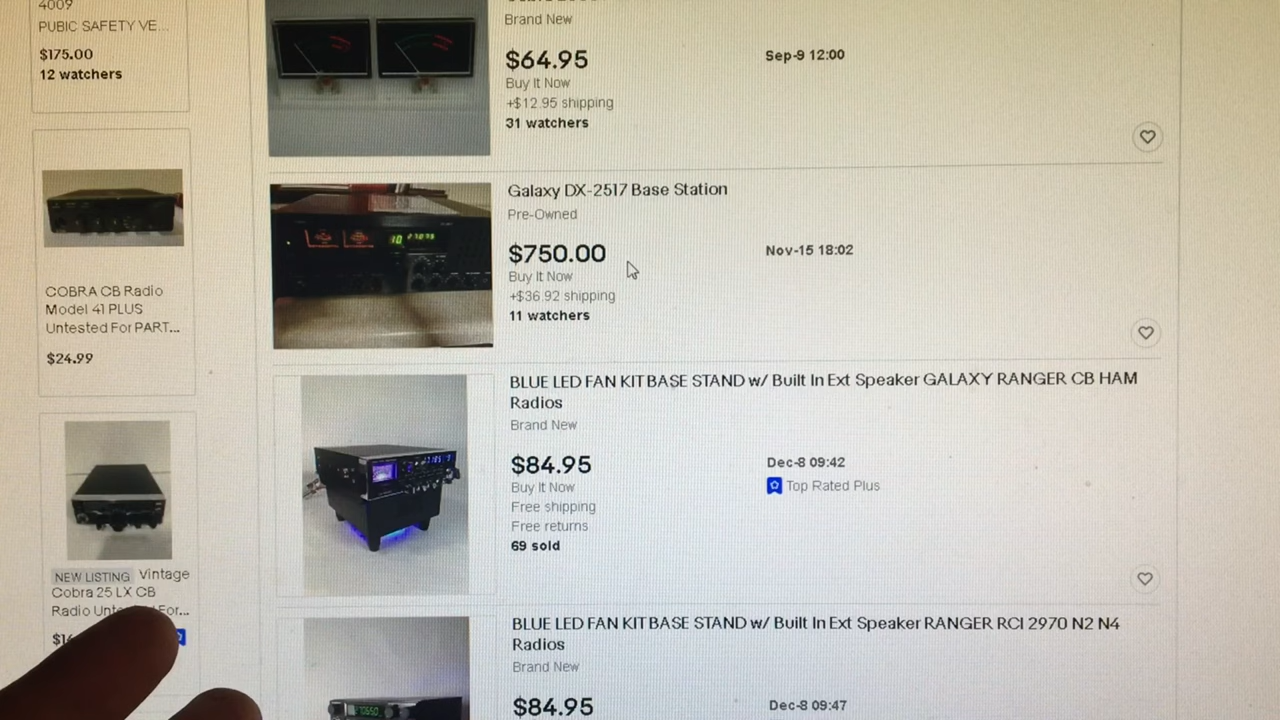 4009
PUBIC SAFETY VE...
$175.00
12 watchers
COBRA CB Radio
Model 41 PLUS
Untested For PART...
$24.99
NEW LISTING Vintage
Cobra 25 LX CB
Radio For...
Brand New
$64.95
Sep-9 12:00
Buy It Now
+$12.95 shipping
31 watchers
Galaxy DX-2517 Base Station
Pre-Owned
$750.00
Nov-15 18:02
Buy It Now
+$36.92 shipping
11 watchers
BLUE LED FAN KIT BASE STAND w/ Built In Ext Speaker GALAXY RANGER CB HAM
Radios
Brand New
$84.95
Dec-8 09:42
Buy It Now
Top Rated Plus
Free shipping
Free returns
69 sold
BLUE LED FAN KIT BASE STAND w/ Built In Ext Speaker RANGER RCI 2970 N2 N4
Radios
Brand New
$84.95
Dec-8 09:47